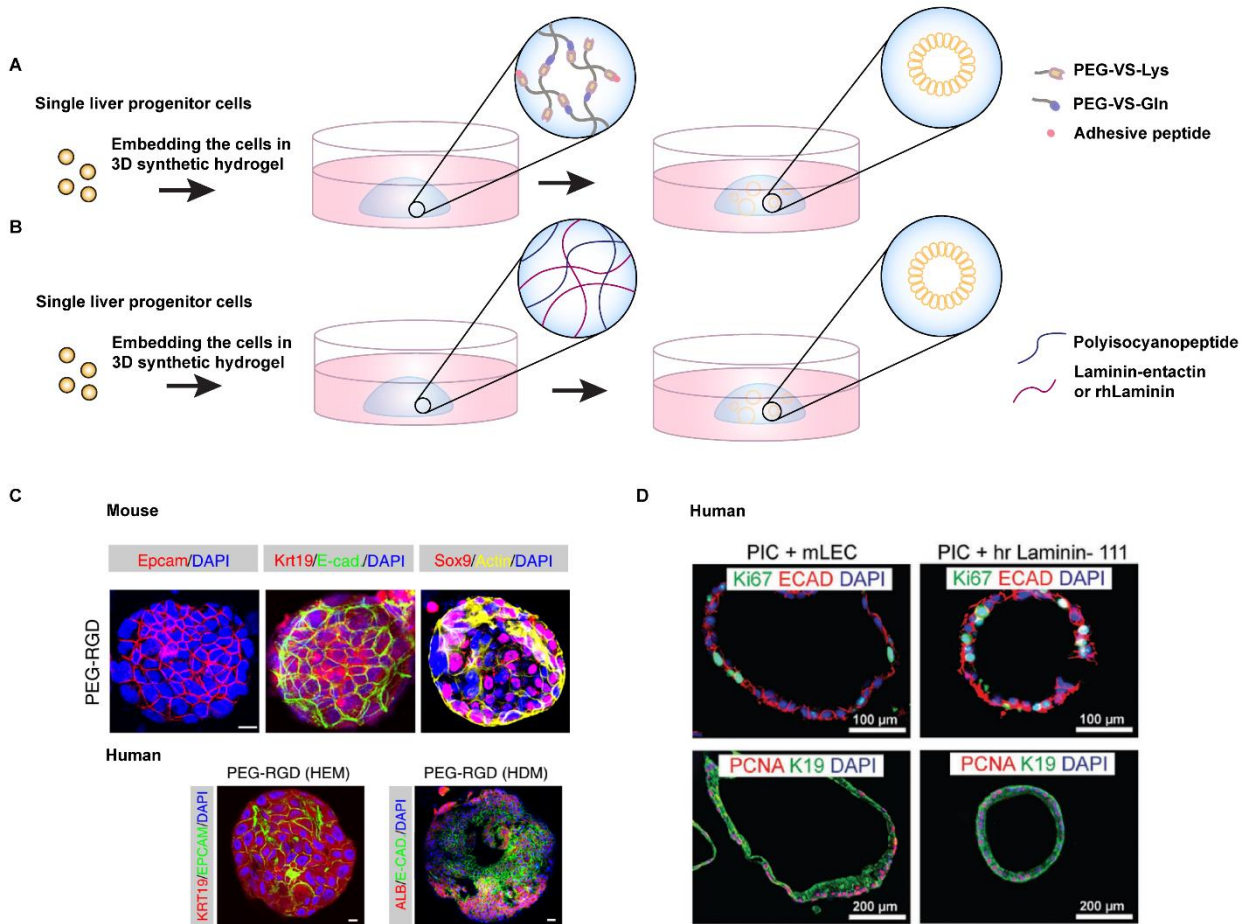 A
Single liver progenitor cells
Embedding the cells in
3D synthetic hydrogel
PEG-VS-Lys
PEG-VS-Gln
Adhesive peptide
B
Single liver progenitor cells
Embedding the cells in
3D synthetic hydrogel
Polyisocyanopeptide
Laminin-entactin
or rhLaminin
C
Mouse
Epcam/DAPI
Krt19/E-cad./DAPI
Sox9/Actin/DAPI
PEG-RGD
Human
PEG-RGD (HEM)
PEG-RGD (HDM)
KRT19/EPCAM/DAPI
ALB/E-CAD./DAPI
D
Human
PIC + mLEC
PIC + hr Laminin- 111
Ki67 ECAD DAPI
Ki67 ECAD DAPI
100 µm
100 µm
PCNA K19 DAPI
PCNA K19 DAPI
200 µm
200 µm